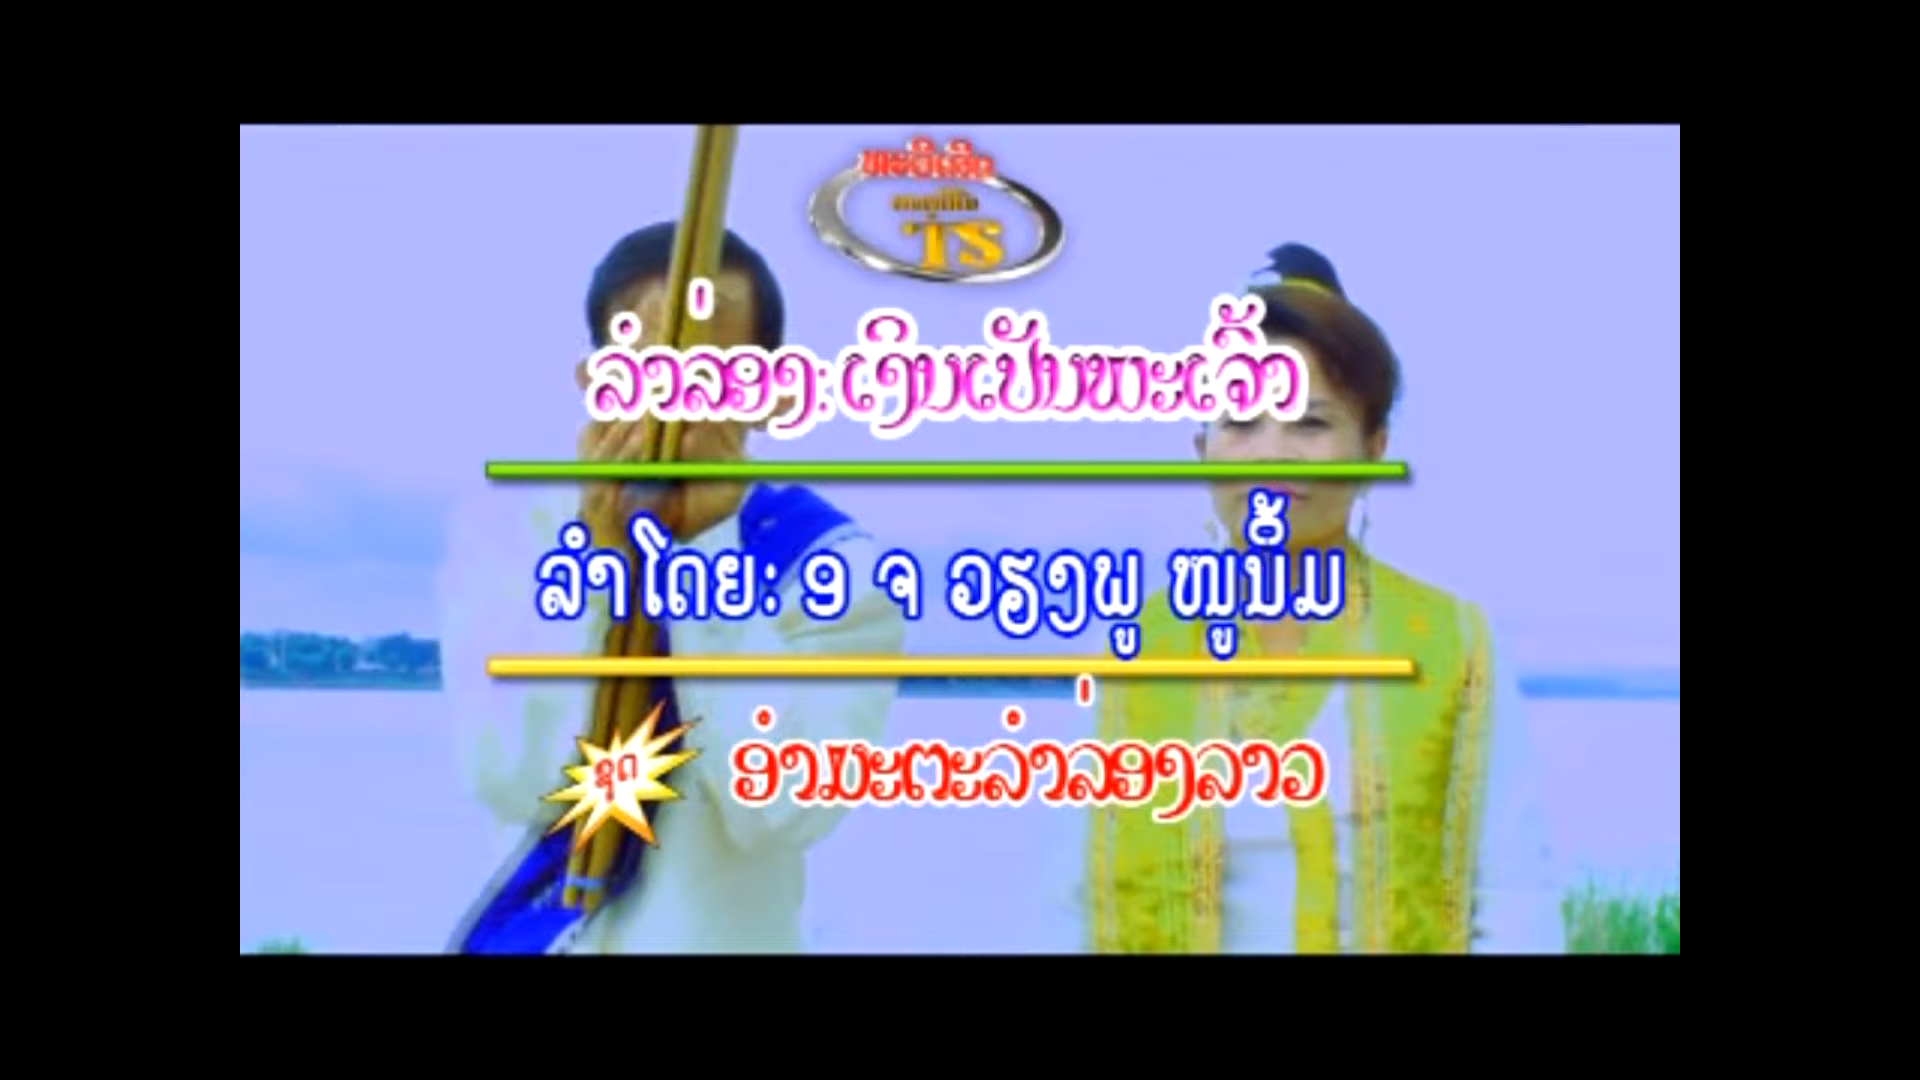 TS
ລຳລ່ອງ: ເງິນເປັນພະເຈົ້າ
ລຳໂດຍ: ອ ຈ ວຽງພູ ໜູນິ້ມ
ຊຸດ ອຳມະຕະລຳລ່ອງລາວ